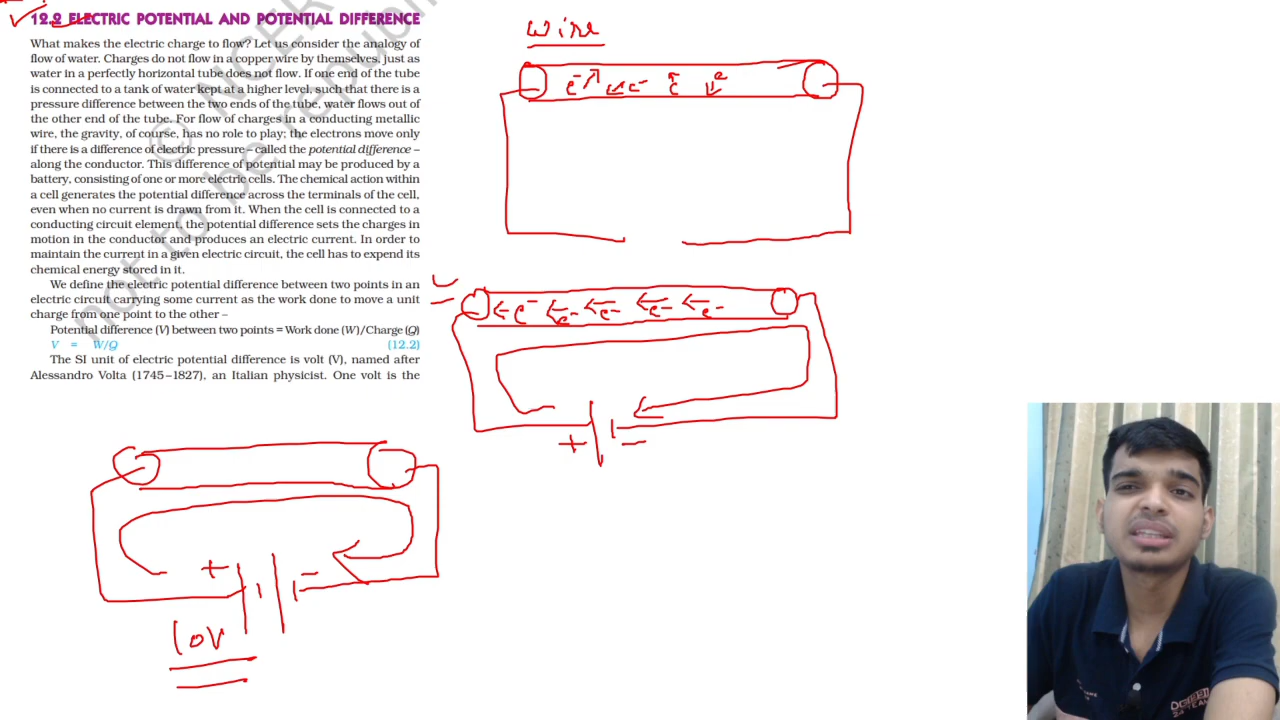 12.2 ELECTRIC POTENTIAL AND POTENTIAL DIFFERENCE
What makes the electric charge to flow? Let us consider the analogy of
flow of water. Charges do not flow in a copper wire by themselves, just as
water in a perfectly horizontal tube does not flow. If one end of the tube
is connected to a tank of water kept at a higher level, such that there is a
pressure difference between the two ends of the tube, water flows out of
the other end of the tube. For flow of charges in a conducting metallic
wire, the gravity, of course, has no role to play; the electrons move only
if there is a difference of electric pressure – called the potential difference –
along the conductor. This difference of potential may be produced by a
battery, consisting of one or more electric cells. The chemical action within
a cell generates the potential difference across the terminals of the cell,
even when no current is drawn from it. When the cell is connected to a
conducting circuit element, the potential difference sets the charges in
motion in the conductor and produces an electric current. In order to
maintain the current in a given electric circuit, the cell has to expend its
chemical energy stored in it.
We define the electric potential difference between two points in an
electric circuit carrying some current as the work done to move a unit
charge from one point to the other –
Potential difference (V) between two points = Work done (W)/Charge (Q)
V = W/Q (12.2)
The SI unit of electric potential difference is volt (V), named after
Alessandro Volta (1745–1827), an Italian physicist. One volt is the
© NCERT
not to be republi
wire
e- e- e- e
e- e- e- e- e-
+ −
+ −
10V